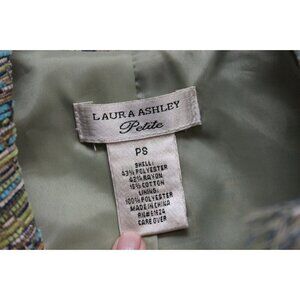 LAURA ASHLEY
Petite
PS
SHELL:
43% POLYESTER
42% RAYON
15% COTTON
LINING:
100% POLYESTER
MADE IN CHINA
CARE OVER